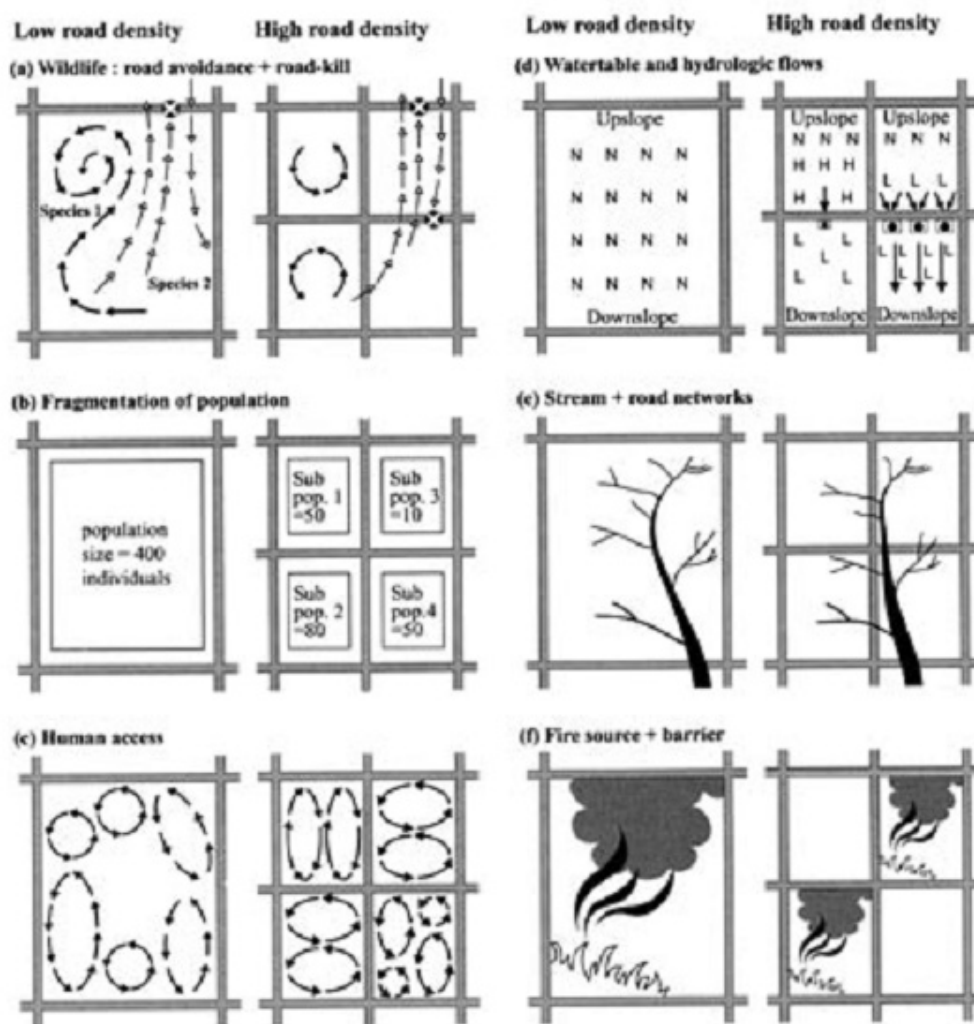 Low road density
High road density
(a) Wildlife : road avoidance + road-kill
Species 1
Species 2
(b) Fragmentation of population
population
size = 400
individuals
Sub
pop. 1
=50
Sub
pop. 3
=10
Sub
pop. 2
=80
Sub
pop.4
=50
(c) Human access
Low road density
High road density
(d) Watertable and hydrologic flows
Upslope
N N N N
N N N N
N N N N
N N N N
Downslope
Upslope
N N N
H H H
H H
L L
L
L L
Downslope
Upslope
N N N
L
L L
L L L
L L
Downslope
(e) Stream + road networks
(f) Fire source + barrier